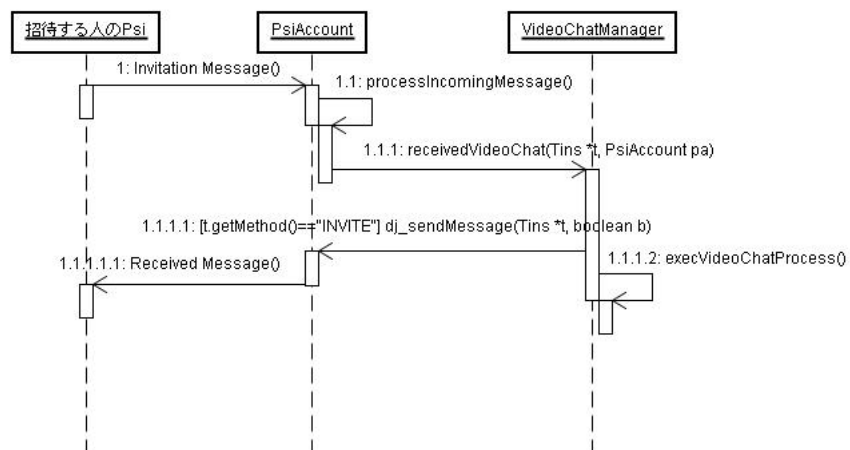 招待する人のPsi
PsiAccount
VideoChatManager
1: Invitation Message()
1.1: processIncomingMessage()
1.1.1: receivedVideoChat(Tins *t, PsiAccount pa)
1.1.1.1: [t.getMethod()=="INVITE"] dj_sendMessage(Tins *t, boolean b)
1.1.1.2: execVideoChatProcess()
1.1.1.1.1: Received Message()